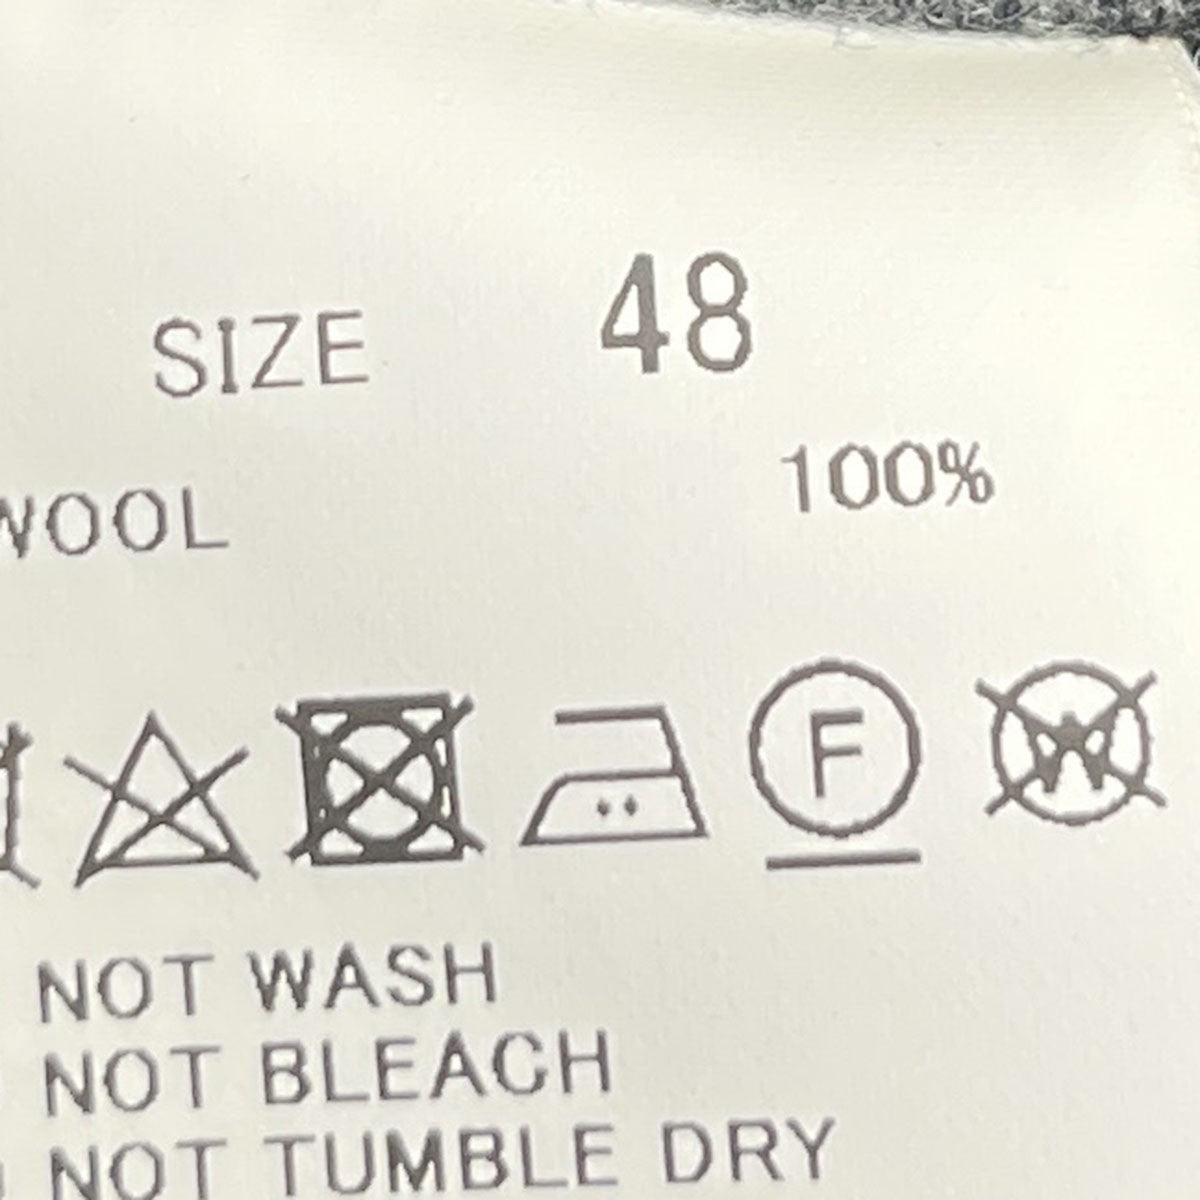 SIZE 48
WOOL 100%
F W
NOT WASH
NOT BLEACH
NOT TUMBLE DRY